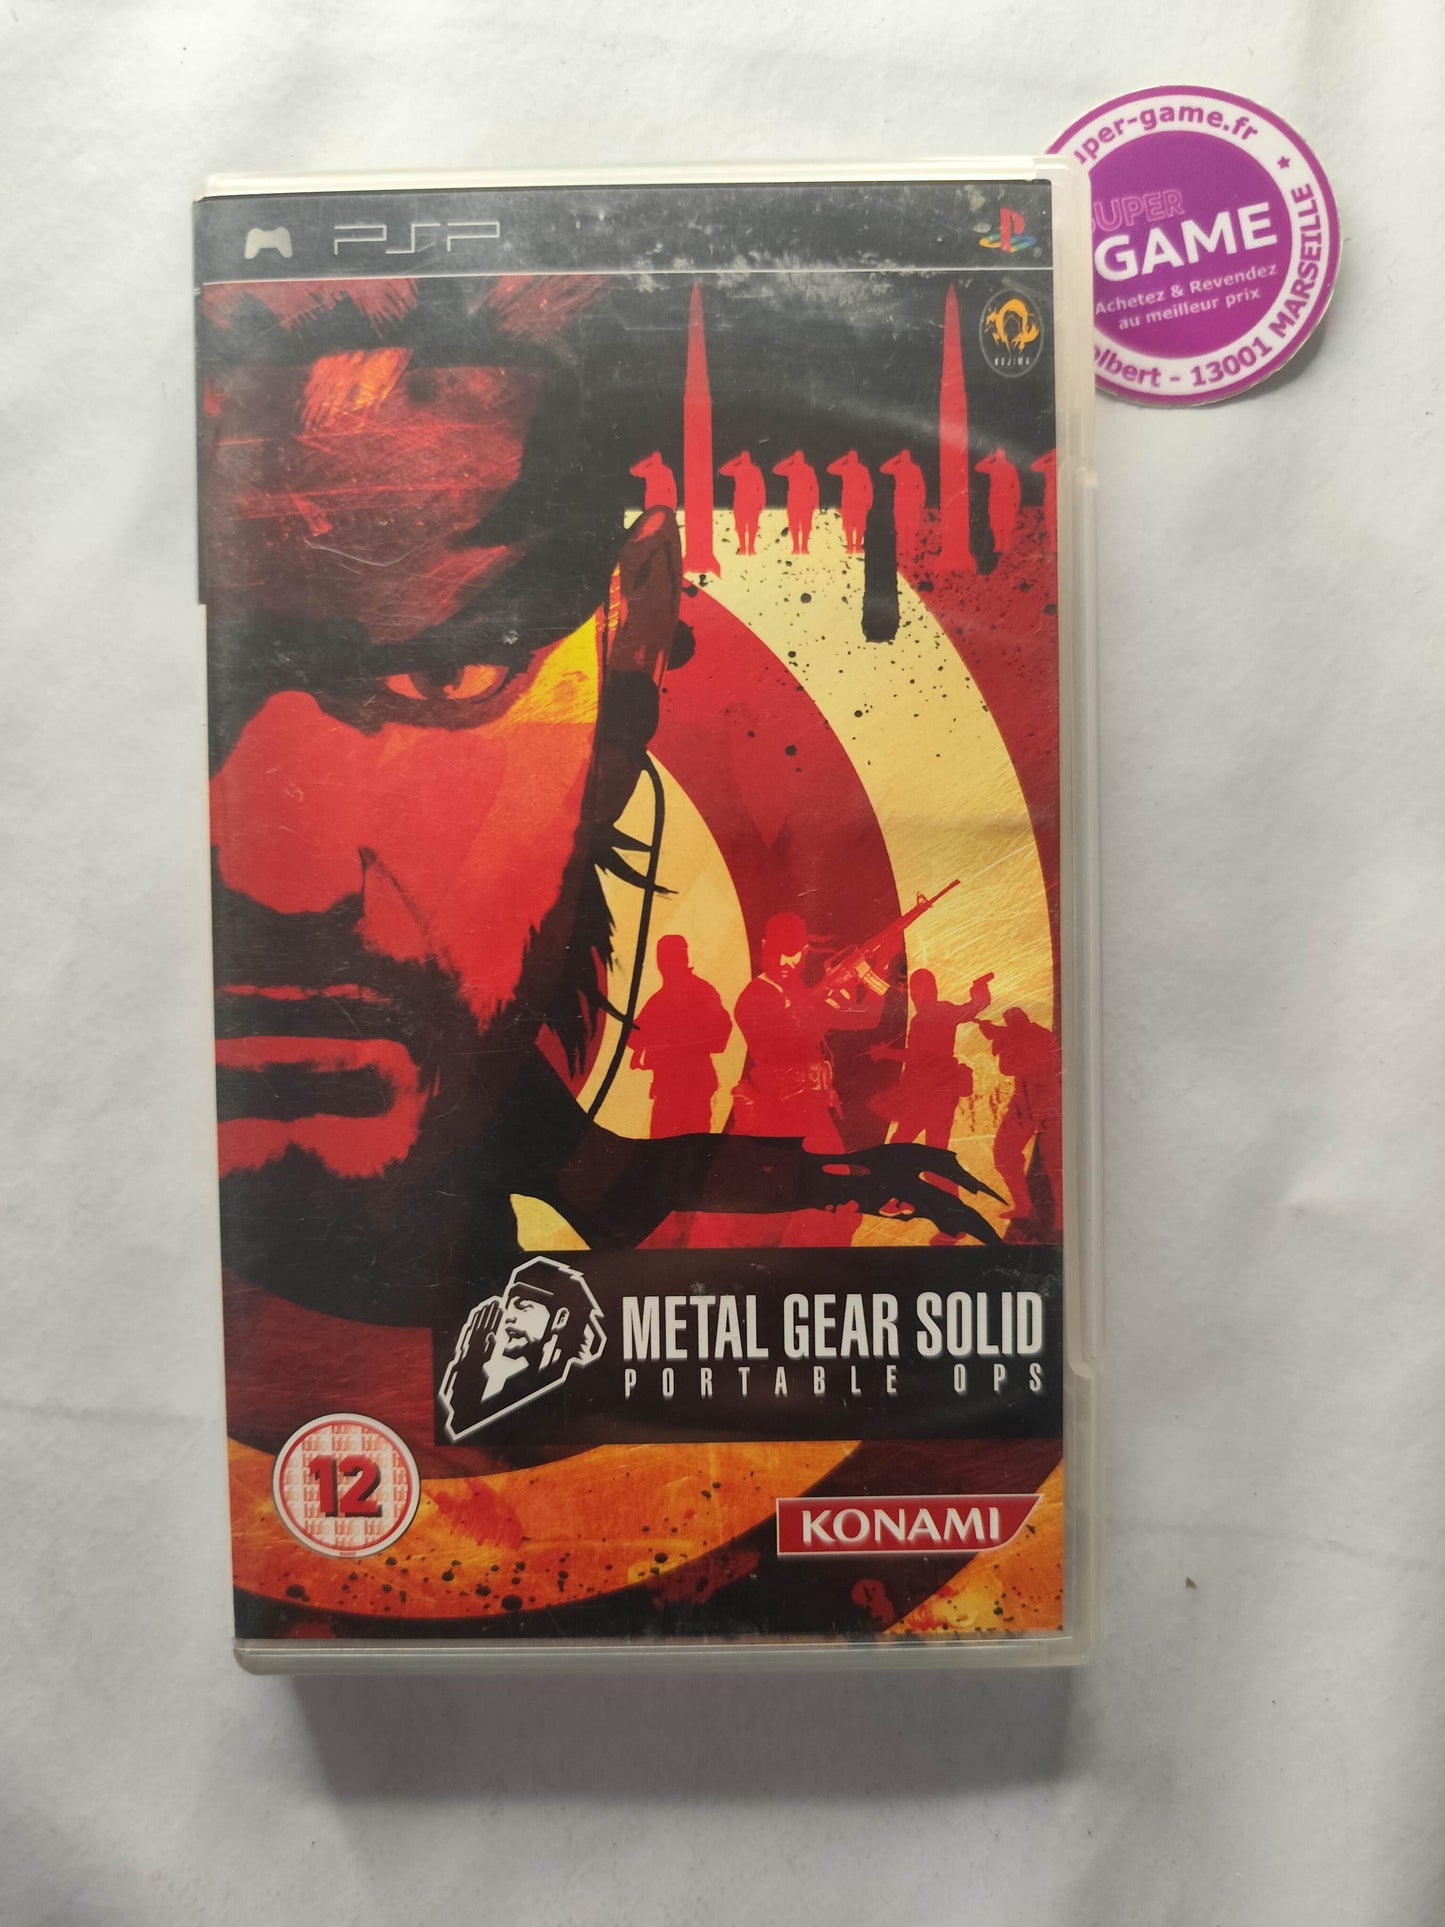 PSP
per-game.fr
SUPER
GAME
Achetez & Revendez
au meilleur prix
olbert - 13001 MARSEILLE
KOJIMA
METAL GEAR SOLID
PORTABLE OPS
12
KONAMI